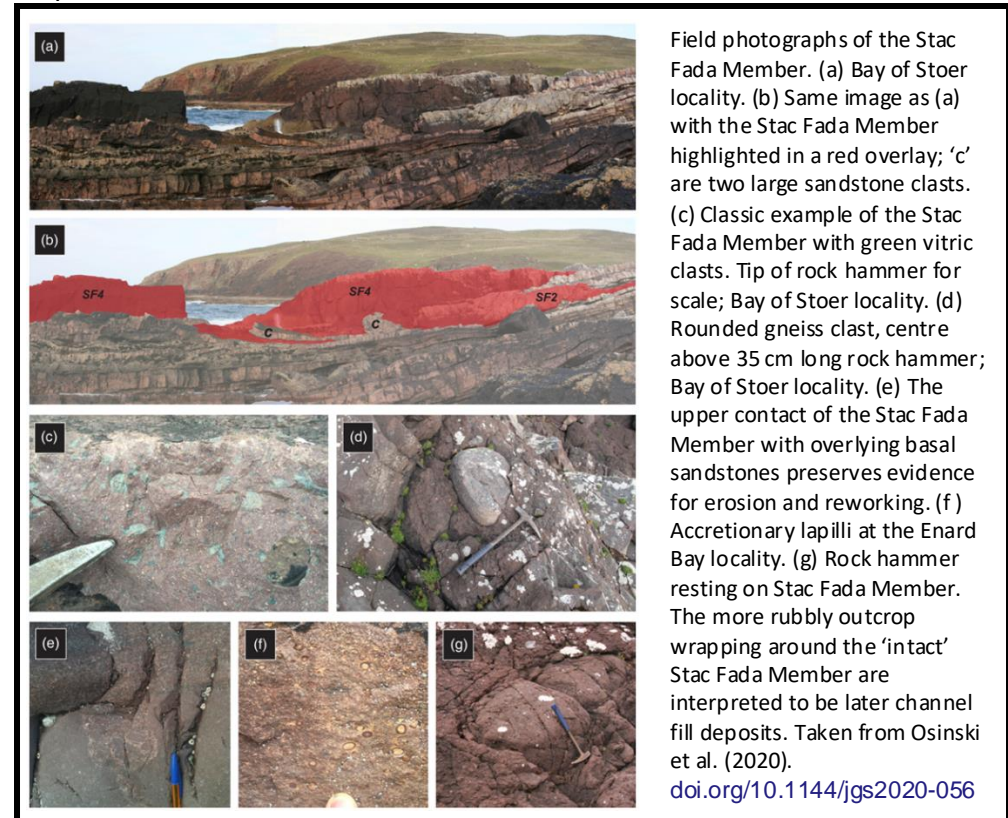 (a)
(b)
SF4
SF4
SF2
C
C
(c)
(d)
(e)
(f)
(g)
Field photographs of the Stac
Fada Member. (a) Bay of Stoer
locality. (b) Same image as (a)
with the Stac Fada Member
highlighted in a red overlay; ‘c’
are two large sandstone clasts.
(c) Classic example of the Stac
Fada Member with green vitric
clasts. Tip of rock hammer for
scale; Bay of Stoer locality. (d)
Rounded gneiss clast, centre
above 35 cm long rock hammer;
Bay of Stoer locality. (e) The
upper contact of the Stac Fada
Member with overlying basal
sandstones preserves evidence
for erosion and reworking. (f)
Accretionary lapilli at the Enard
Bay locality. (g) Rock hammer
resting on Stac Fada Member.
The more rubbly outcrop
wrapping around the ‘intact’
Stac Fada Member are
interpreted to be later channel
fill deposits. Taken from Osinski
et al. (2020).
doi.org/10.1144/jgs2020-056